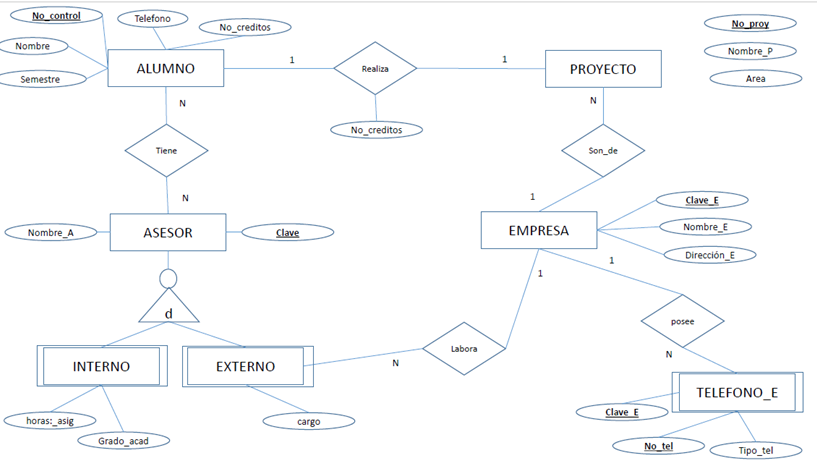 No_control
Telefono
No_creditos
No_proy
Nombre
Nombre_P
Semestre
ALUMNO
1
Realiza
1
PROYECTO
Area
N
N
No_creditos
Tiene
Son_de
N
1
Clave_E
Nombre_A
ASESOR
Clave
EMPRESA
Nombre_E
Dirección_E
1
1
d
posee
Labora
N
N
INTERNO
EXTERNO
TELEFONO_E
horas:_asig
cargo
Clave_E
Grado_acad
No_tel
Tipo_tel